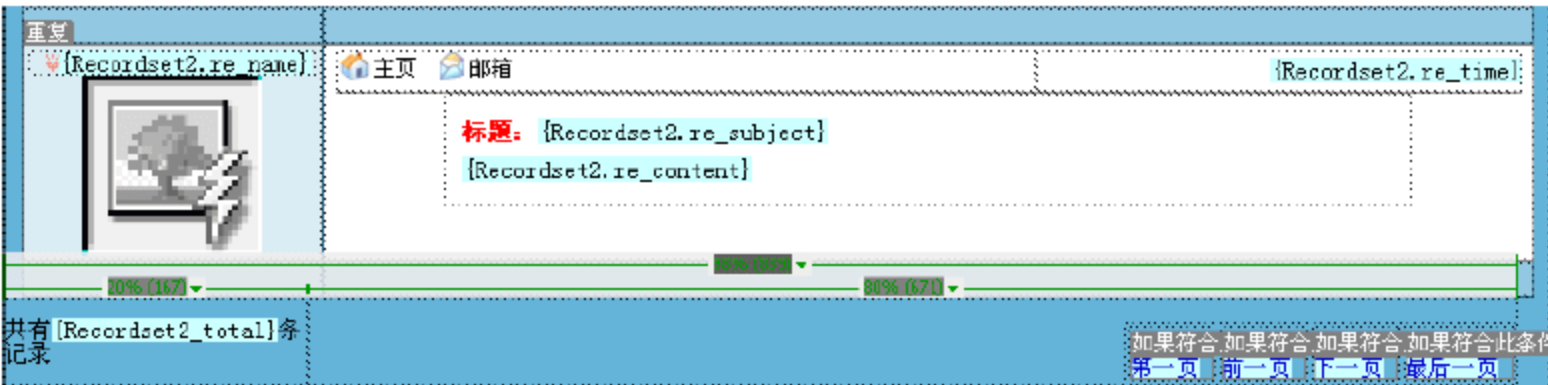 重复
{Recordset2.re_name}
主页 邮箱 {Recordset2.re_time}
标题：{Recordset2.re_subject}
{Recordset2.re_content}
20% (167) 80% (671)
共有{Recordset2_total}条
记录
如果符合 如果符合 如果符合 如果符合此条件
第一页 前一页 下一页 最后一页